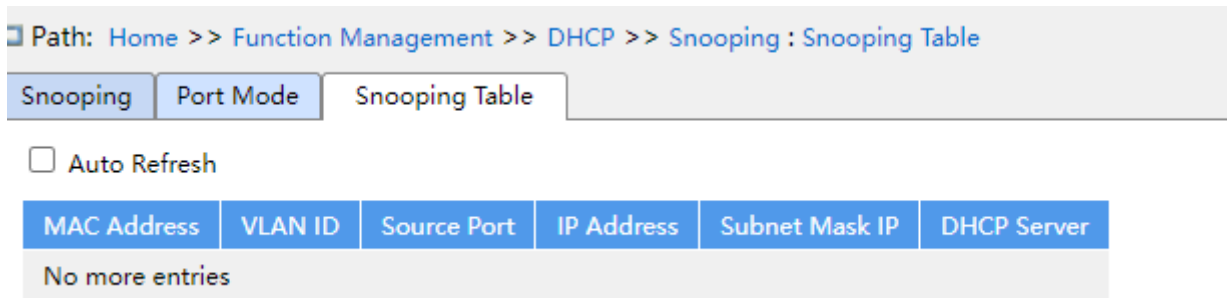 Path: Home >> Function Management >> DHCP >> Snooping : Snooping Table
Snooping Port Mode Snooping Table
Auto Refresh
MAC Address VLAN ID Source Port IP Address Subnet Mask IP DHCP Server
No more entries